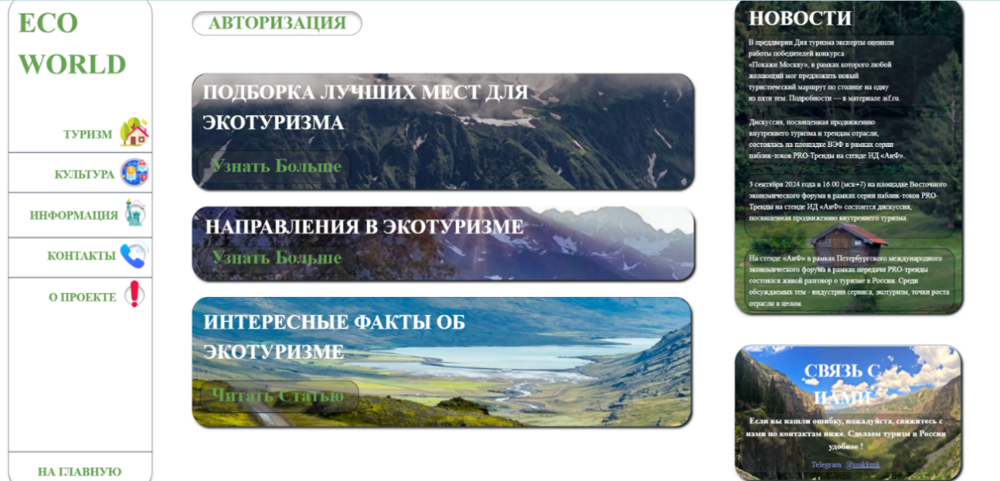 ECO
WORLD
ТУРИЗМ
КУЛЬТУРА
ИНФОРМАЦИЯ
КОНТАКТЫ
О ПРОЕКТЕ
НА ГЛАВНУЮ
АВТОРИЗАЦИЯ
ПОДБОРКА ЛУЧШИХ МЕСТ ДЛЯ
ЭКОТУРИЗМА
Узнать Больше
НАПРАВЛЕНИЯ В ЭКОТУРИЗМЕ
Узнать Больше
ИНТЕРЕСНЫЕ ФАКТЫ ОБ
ЭКОТУРИЗМЕ
Читать Статью
НОВОСТИ
В преддверии Дня туризма эксперты оценили
работы победителей конкурса
«Покажи Москву», в рамках которого любой
желающий мог предложить новый
туристический маршрут по столице на одну
из пяти тем. Подробности — в материале aif.ru.
Дискуссия, посвященная продвижению
внутреннего туризма и трендам отрасли,
состоялась на площадке ВЭФ в рамках серии
паблик-токов PRO-Тренды на стенде ИД «АиФ».
3 сентября 2024 года в 16:00 (мск+7) на площадке Восточного
экономического форума в рамках серии паблик-токов PRO-
Тренды на стенде ИД «АиФ» состоится дискуссия,
посвященная продвижению внутреннего туризма.
На стенде «АиФ» в рамках Петербургского международного
экономического форума в рамках передачи PRO-тренды
состоялся живой разговор о туризме в России. Среди
обсуждаемых тем - индустрия сервиса, экотуризм, точки роста
отрасли в целом.
СВЯЗЬ С
НАМИ
Если вы нашли ошибку, пожалуйста, свяжитесь с
нами по контактам ниже. Сделаем туризм в России
удобнее !
Telegram: @ssskkmk